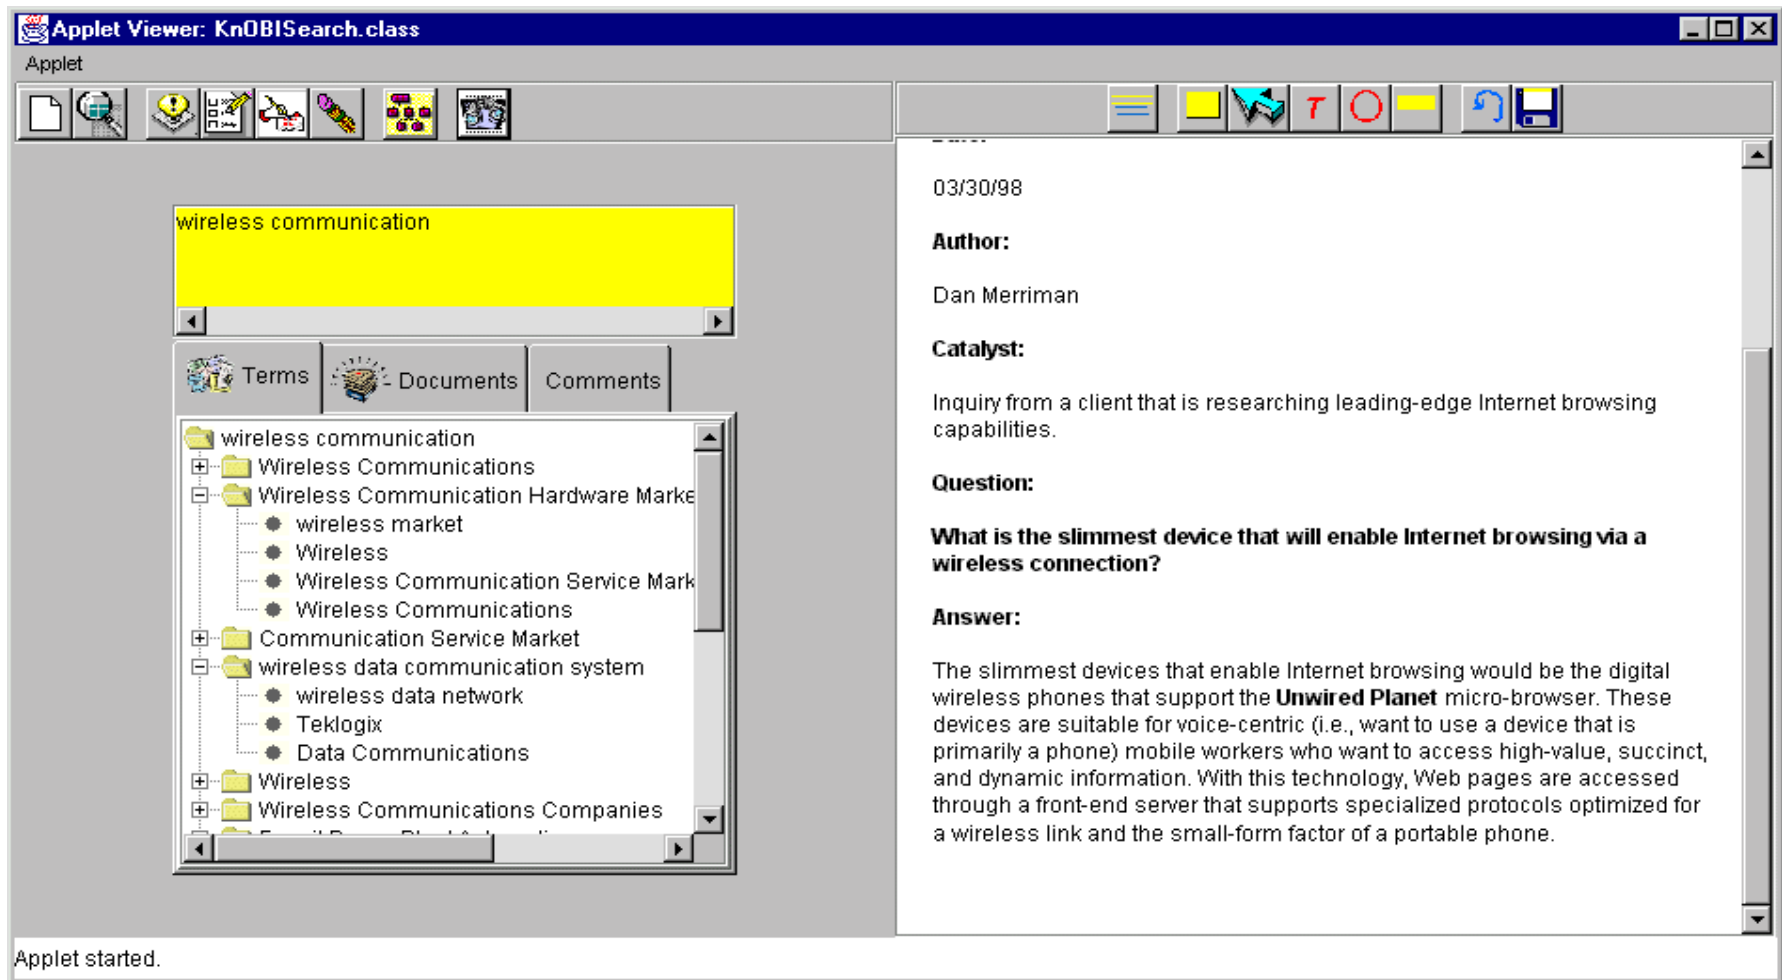 Applet Viewer: KnOBISearch.class
Applet
wireless communication
Terms
Documents
Comments
wireless communication
Wireless Communications
Wireless Communication Hardware Marke
wireless market
Wireless
Wireless Communication Service Mark
Wireless Communications
Communication Service Market
wireless data communication system
wireless data network
Teklogix
Data Communications
Wireless
Wireless Communications Companies
T
03/30/98
Author:
Dan Merriman
Catalyst:
Inquiry from a client that is researching leading-edge Internet browsing
capabilities.
Question:
What is the slimmest device that will enable Internet browsing via a
wireless connection?
Answer:
The slimmest devices that enable Internet browsing would be the digital
wireless phones that support the Unwired Planet micro-browser. These
devices are suitable for voice-centric (i.e., want to use a device that is
primarily a phone) mobile workers who want to access high-value, succinct,
and dynamic information. With this technology, Web pages are accessed
through a front-end server that supports specialized protocols optimized for
a wireless link and the small-form factor of a portable phone.
Applet started.